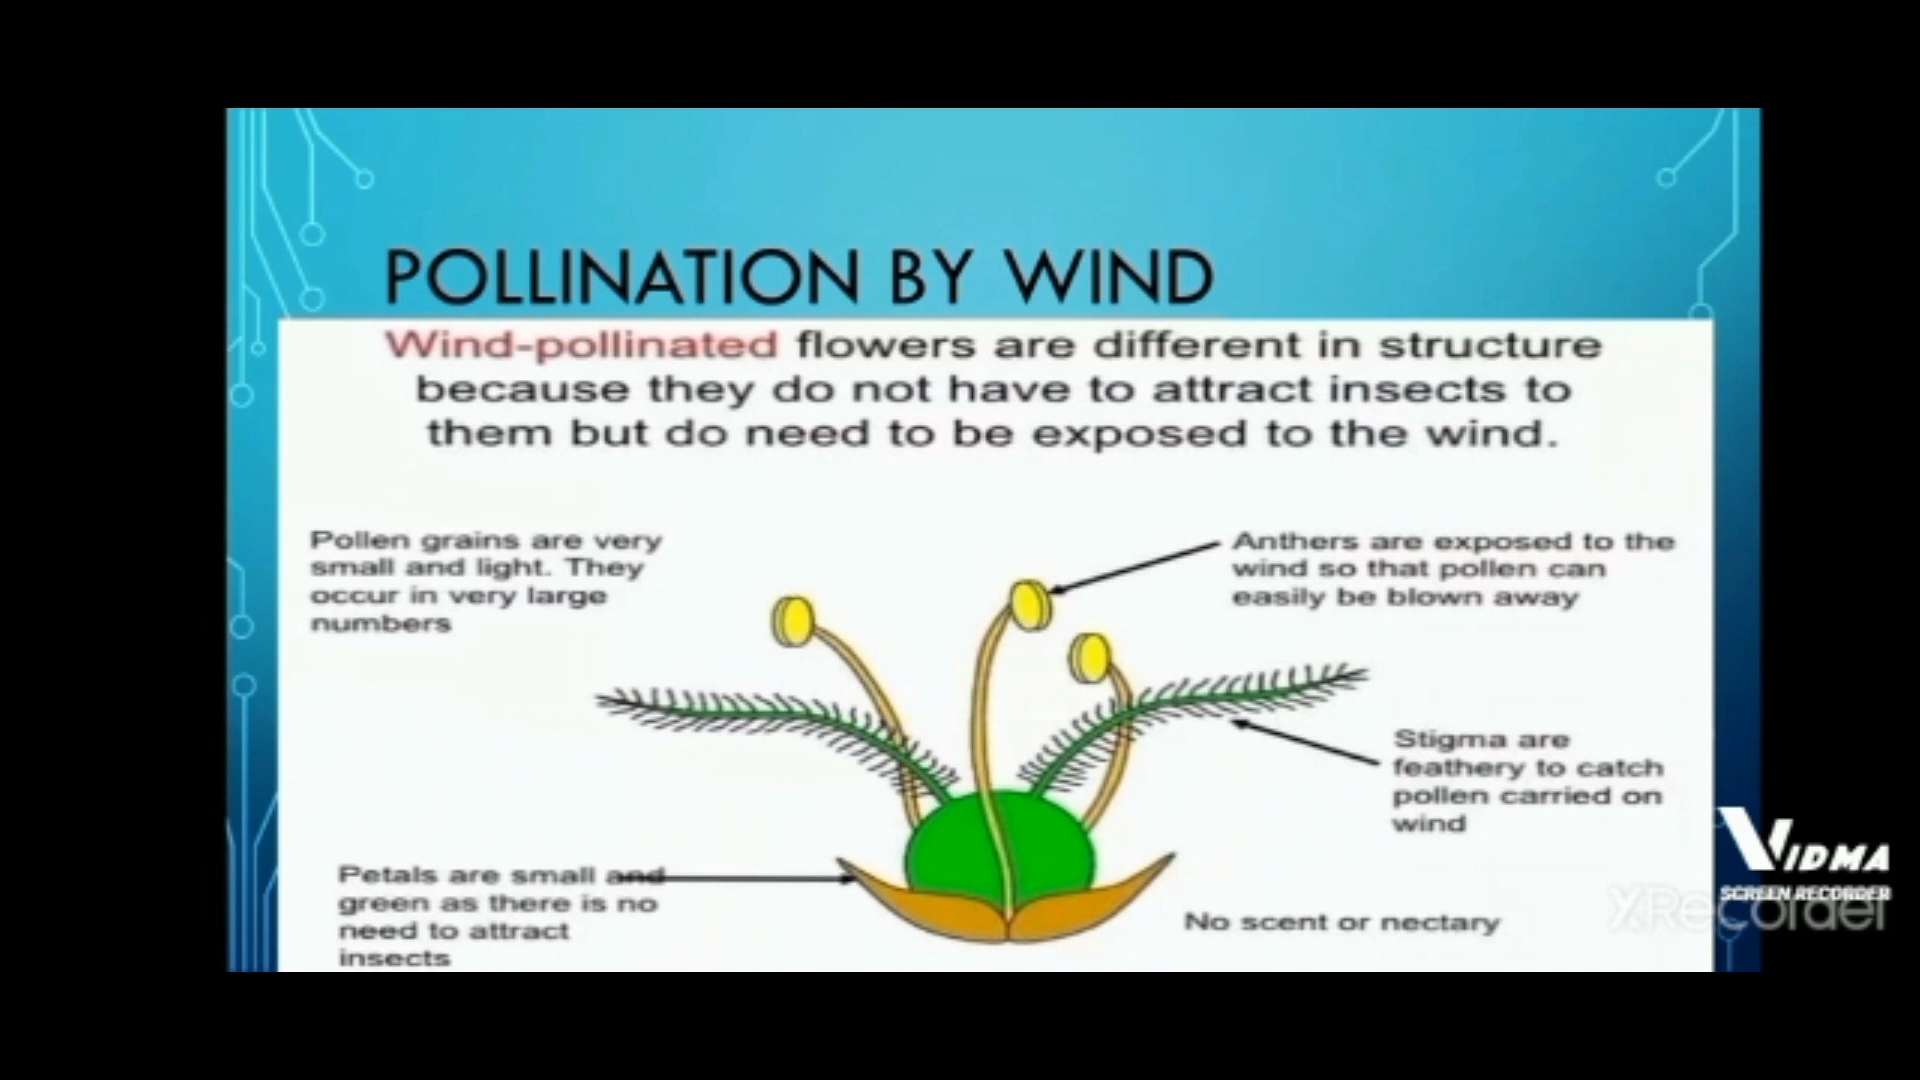 POLLINATION BY WIND
Wind-pollinated flowers are different in structure
because they do not have to attract insects to
them but do need to be exposed to the wind.
Pollen grains are very
small and light. They
occur in very large
numbers
Anthers are exposed to the
wind so that pollen can
easily be blown away
Stigma are
feathery to catch
pollen carried on
wind
Petals are small and
green as there is no
need to attract
insects
No scent or nectary
VIDMA
SCREEN RECORDER
XRecorder